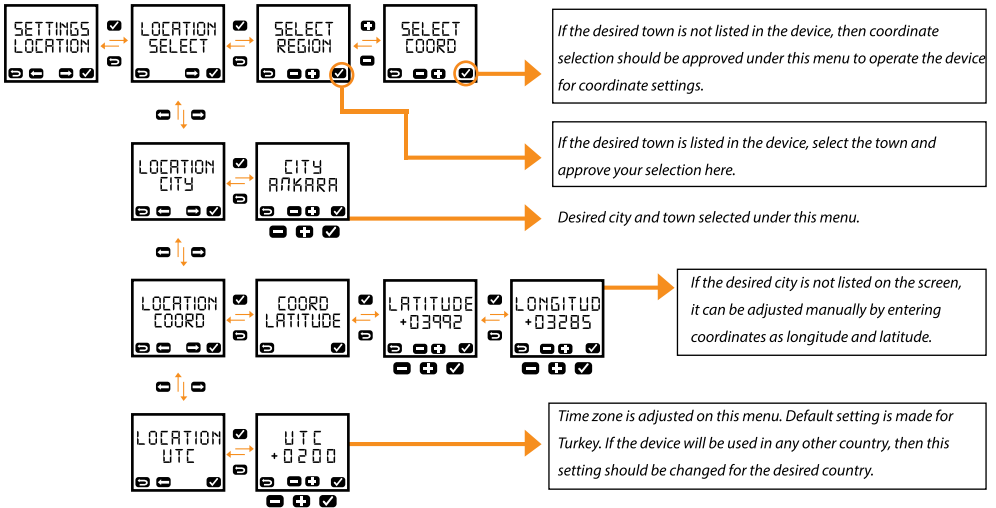 SETTINGS
LOCATION
LOCATION
SELECT
SELECT
REGION
SELECT
COORD
If the desired town is not listed in the device, then coordinate
selection should be approved under this menu to operate the device
for coordinate settings.
If the desired town is listed in the device, select the town and
approve your selection here.
LOCATION
CITY
CITY
ANKARA
Desired city and town selected under this menu.
LOCATION
COORD
COORD
LATITUDE
LATITUDE
+03992
LONGITUD
+03285
If the desired city is not listed on the screen,
it can be adjusted manually by entering
coordinates as longitude and latitude.
LOCATION
UTC
UTC
+0200
Time zone is adjusted on this menu. Default setting is made for
Turkey. If the device will be used in any other country, then this
setting should be changed for the desired country.